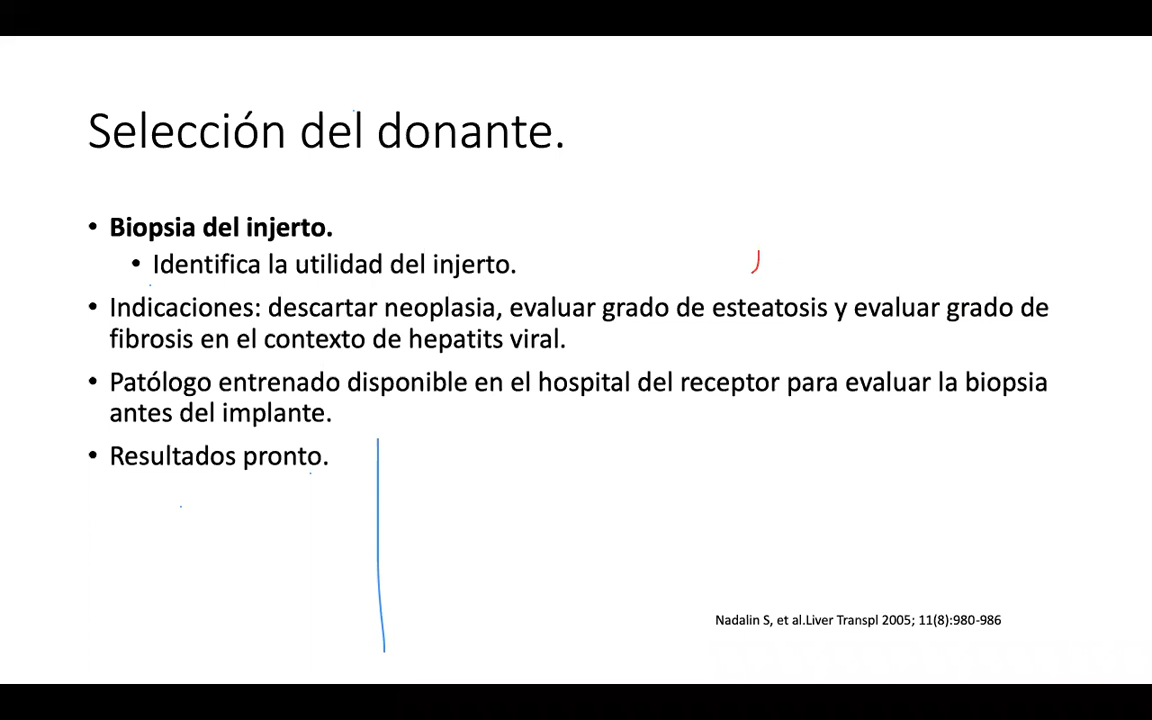 Selección del donante.
• Biopsia del injerto.
• Identifica la utilidad del injerto.
• Indicaciones: descartar neoplasia, evaluar grado de esteatosis y evaluar grado de
fibrosis en el contexto de hepatits viral.
• Patólogo entrenado disponible en el hospital del receptor para evaluar la biopsia
antes del implante.
• Resultados pronto.
Nadalin S, et al.Liver Transpl 2005; 11(8):980-986